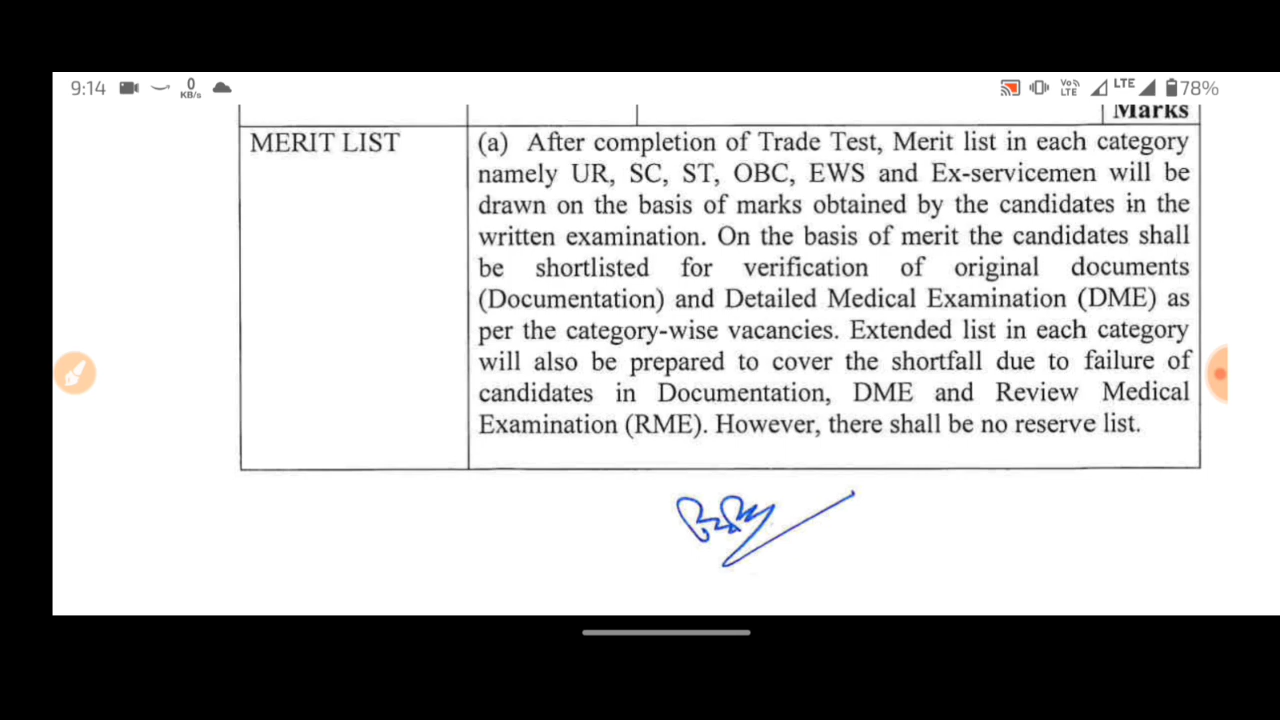 9:14 0 KB/s Vo LTE LTE 78%
Marks
MERIT LIST
(a) After completion of Trade Test, Merit list in each category
namely UR, SC, ST, OBC, EWS and Ex-servicemen will be
drawn on the basis of marks obtained by the candidates in the
written examination. On the basis of merit the candidates shall
be shortlisted for verification of original documents
(Documentation) and Detailed Medical Examination (DME) as
per the category-wise vacancies. Extended list in each category
will also be prepared to cover the shortfall due to failure of
candidates in Documentation, DME and Review Medical
Examination (RME). However, there shall be no reserve list.